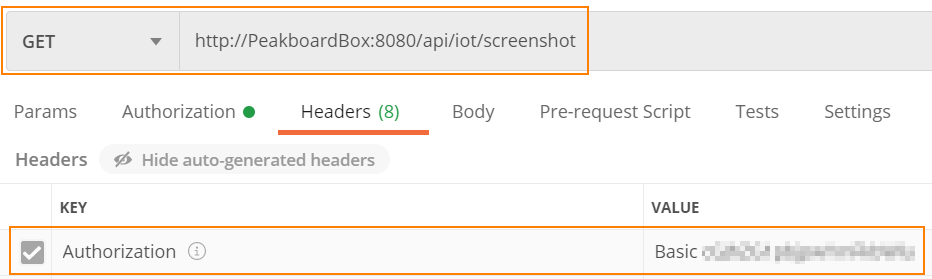 GET http://PeakboardBox:8080/api/iot/screenshot
Params Authorization Headers (8) Body Pre-request Script Tests Settings
Headers Hide auto-generated headers
KEY VALUE
Authorization Basic